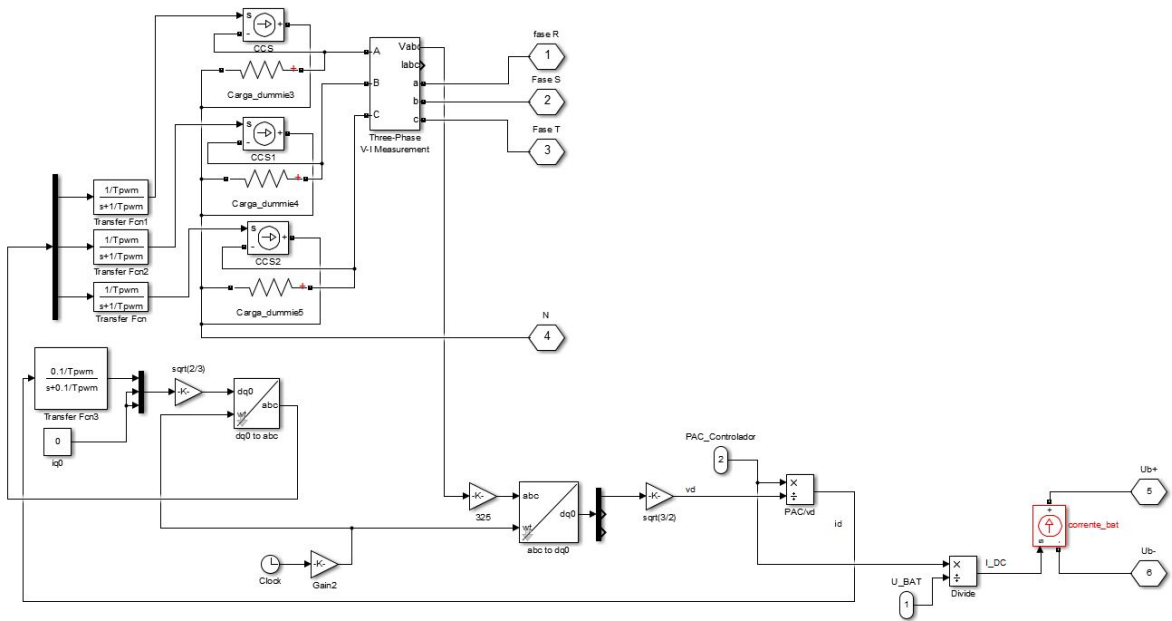 s
-
+
CCS
Carga_dummie3
A
B
C
Vabc
Iabc
a
b
c
Three-Phase
V-I Measurement
fase R
1
Fase S
2
Fase T
3
s
-
+
CCS1
Carga_dummie4
1/Tpwm
s+1/Tpwm
Transfer Fcn1
1/Tpwm
s+1/Tpwm
Transfer Fcn2
1/Tpwm
s+1/Tpwm
Transfer Fcn
s
-
+
CCS2
Carga_dummie5
N
4
0.1/Tpwm
s+0.1/Tpwm
Transfer Fcn3
0
iq0
sqrt(2/3)
-K-
dq0
wt
abc
dq0 to abc
-K-
325
abc
wt
dq0
abc to dq0
-K-
sqrt(3/2)
vd
PAC_Controlador
2
×
÷
PAC/vd
id
Clock
-K-
Gain2
U_BAT
1
×
÷
Divide
I_DC
+
s
-
corrente_bat
Ub+
5
Ub-
6